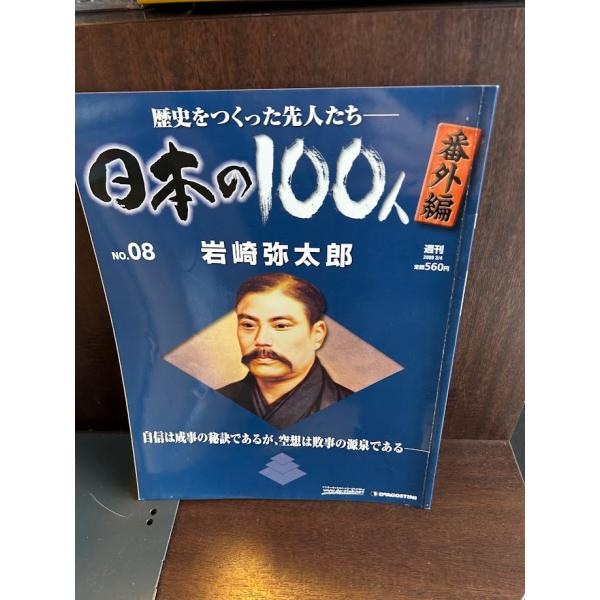 歴史をつくった先人たち──
日本の100人
番外編
NO.08
岩崎弥太郎
週刊
定価560円
自信は成事の秘訣であるが、空想は敗事の源泉である──
DeAGOSTINI